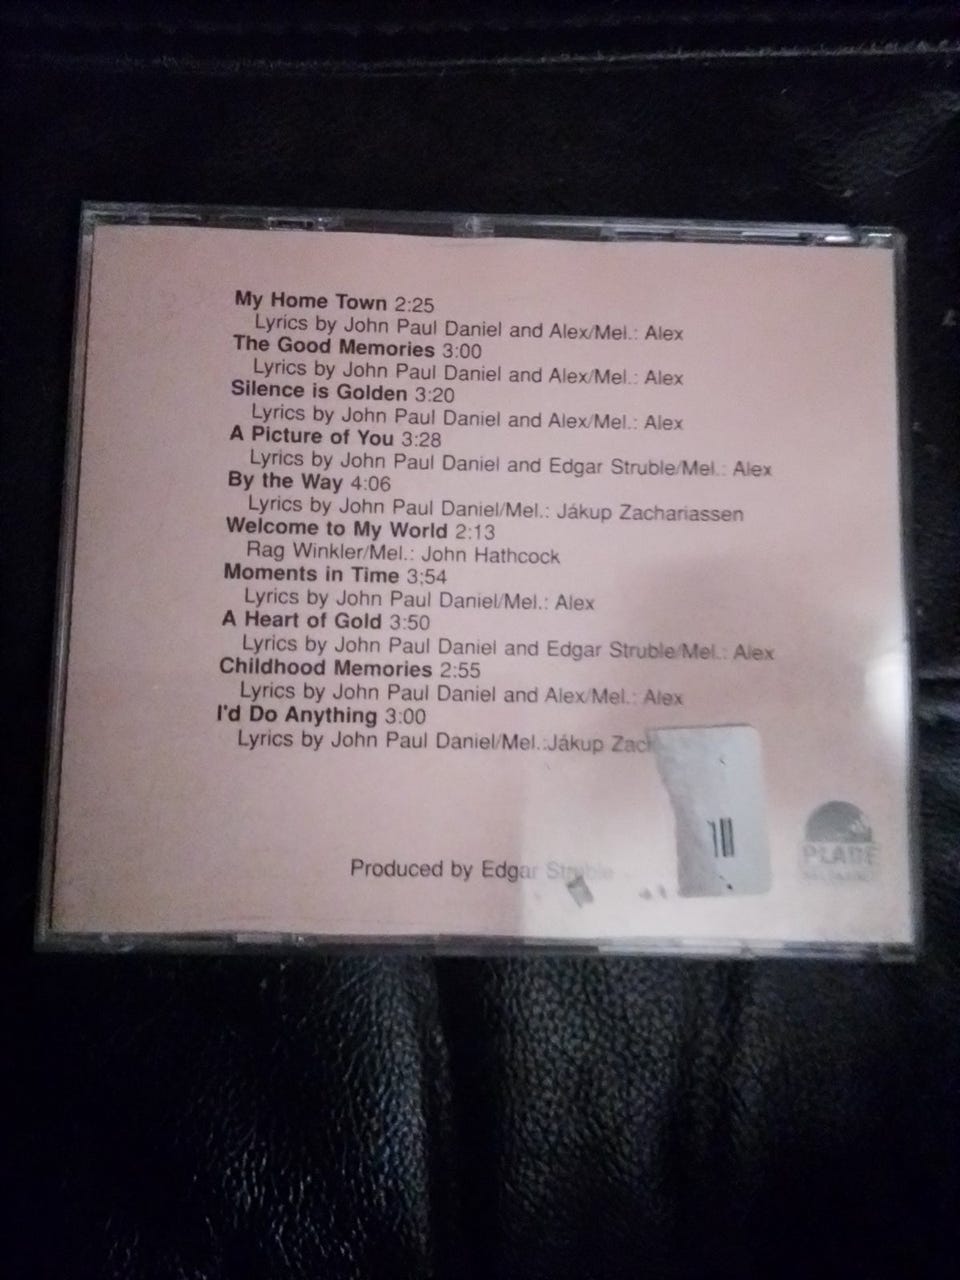 My Home Town 2:25
Lyrics by John Paul Daniel and Alex/Mel.: Alex
The Good Memories 3:00
Lyrics by John Paul Daniel and Alex/Mel.: Alex
Silence is Golden 3:20
Lyrics by John Paul Daniel and Alex/Mel.: Alex
A Picture of You 3:28
Lyrics by John Paul Daniel and Edgar Struble/Mel.: Alex
By the Way 4:06
Lyrics by John Paul Daniel/Mel.: Jákup Zachariassen
Welcome to My World 2:13
Rag Winkler/Mel.: John Hathcock
Moments in Time 3;54
Lyrics by John Paul Daniel/Mel.: Alex
A Heart of Gold 3:50
Lyrics by John Paul Daniel and Edgar Struble/Mel.: Alex
Childhood Memories 2:55
Lyrics by John Paul Daniel and Alex/Mel.: Alex
I'd Do Anything 3:00
Lyrics by John Paul Daniel/Mel.:Jákup Zach
Produced by Edgar Struble